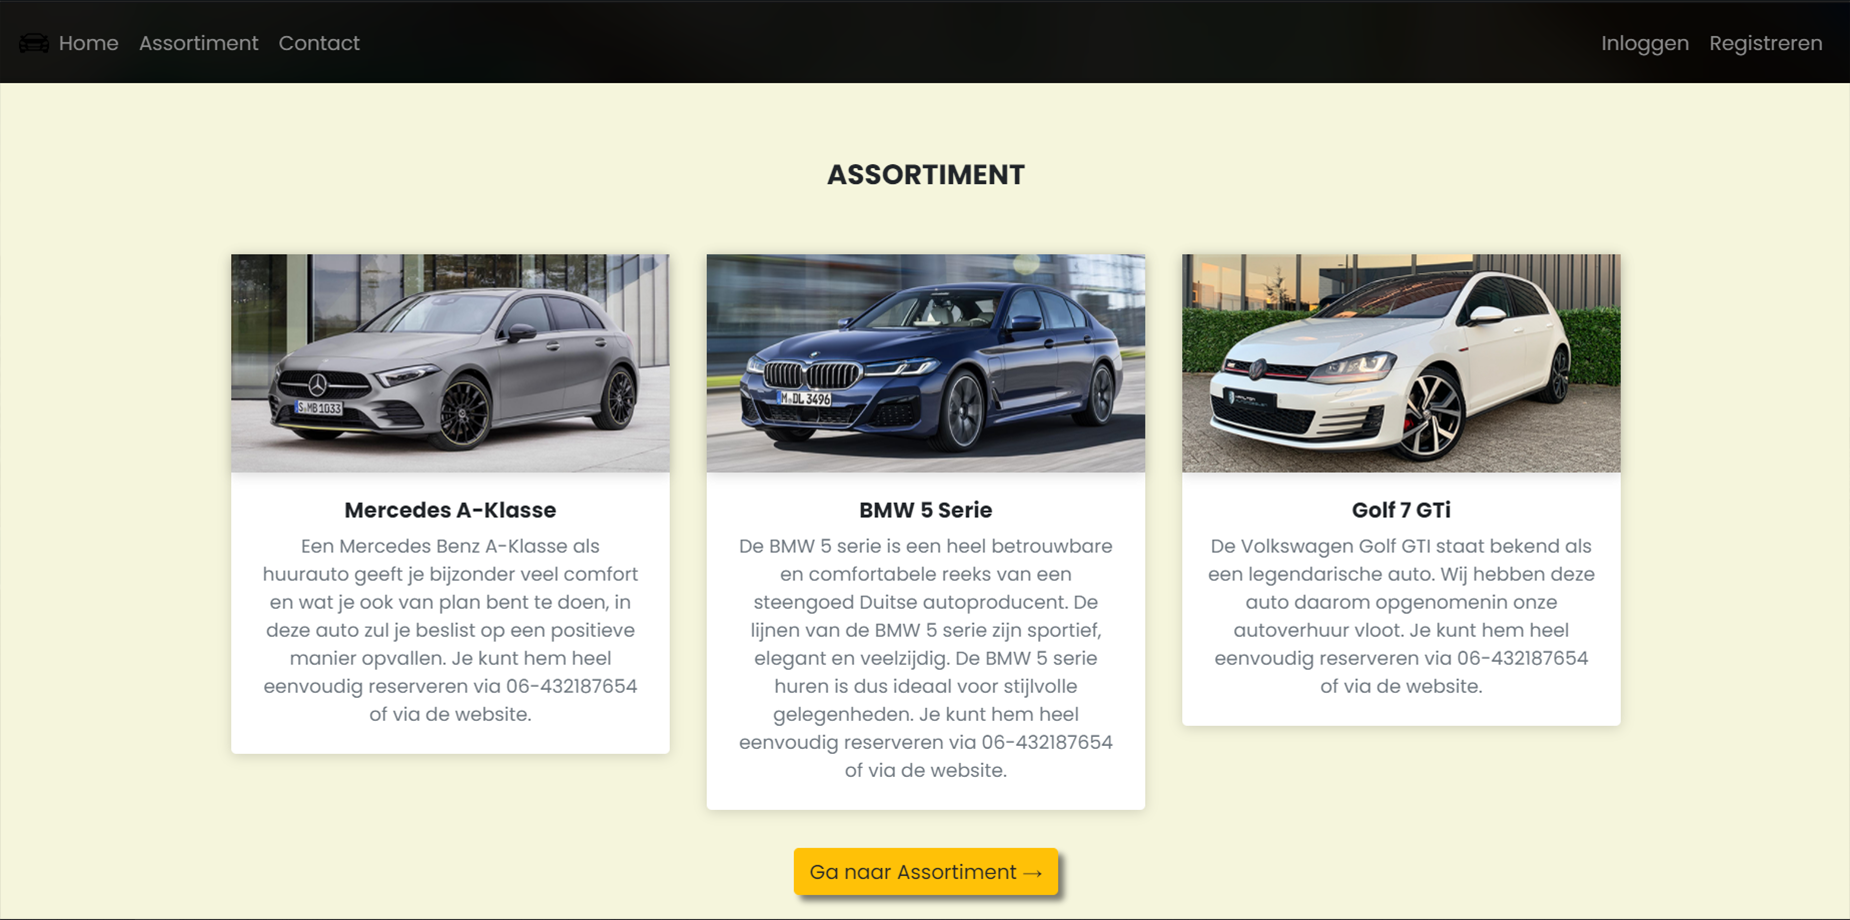 Home Assortiment Contact Inloggen Registreren
ASSORTIMENT
S MB 1033
Mercedes A-Klasse
Een Mercedes Benz A-Klasse als
huurauto geeft je bijzonder veel comfort
en wat je ook van plan bent te doen, in
deze auto zul je beslist op een positieve
manier opvallen. Je kunt hem heel
eenvoudig reserveren via 06-432187654
of via de website.
M DL 3496
BMW 5 Serie
De BMW 5 serie is een heel betrouwbare
en comfortabele reeks van een
steengoed Duitse autoproducent. De
lijnen van de BMW 5 serie zijn sportief,
elegant en veelzijdig. De BMW 5 serie
huren is dus ideaal voor stijlvolle
gelegenheden. Je kunt hem heel
eenvoudig reserveren via 06-432187654
of via de website.
Golf 7 GTi
De Volkswagen Golf GTI staat bekend als
een legendarische auto. Wij hebben deze
auto daarom opgenomenin onze
autoverhuur vloot. Je kunt hem heel
eenvoudig reserveren via 06-432187654
of via de website.
Ga naar Assortiment →